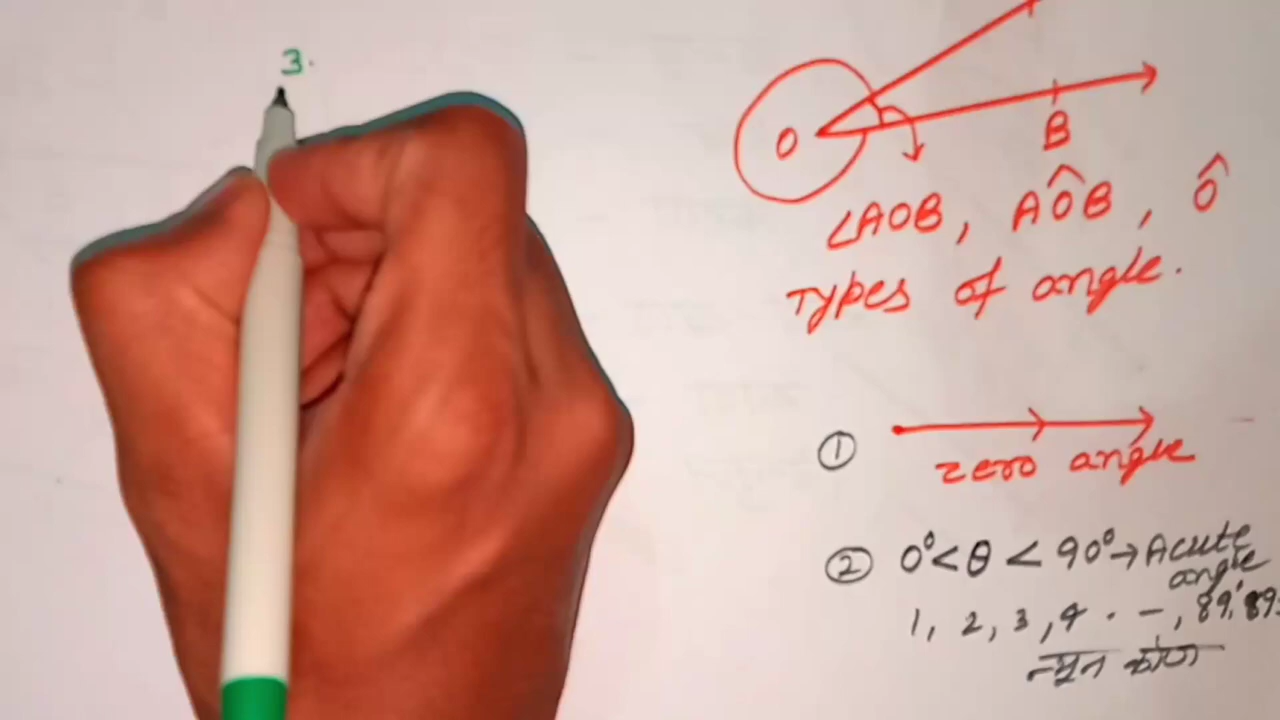 3.
O
B
∠AOB, AÔB, Ô
Types of angle.
① zero angle
② 0° < θ < 90° → Acute
angle
1, 2, 3, 4 . –, 89.
न्यून कोण